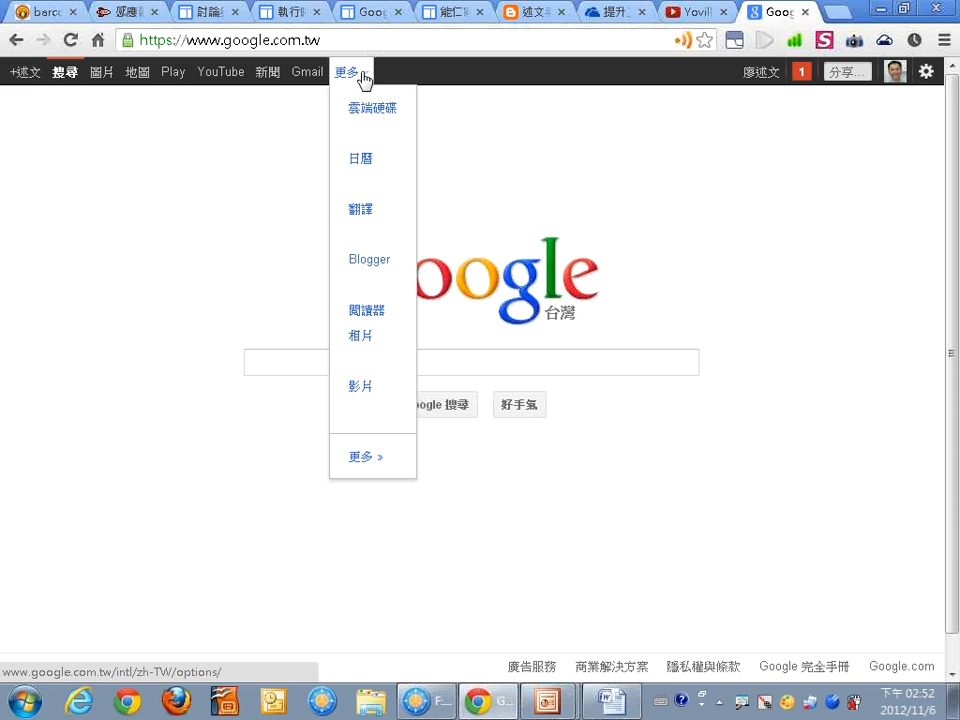 barc
感應
討論
執行
Goog
能仁
述文
提升
Yovil
Goog
https://www.google.com.tw
+述文 搜尋 圖片 地圖 Play YouTube 新聞 Gmail 更多
廖述文 1 分享...
雲端硬碟
日曆
翻譯
Blogger
閱讀器
相片
影片
更多 »
oogle
台灣
oogle 搜尋 好手氣
廣告服務 商業解決方案 隱私權與條款 Google 完全手冊 Google.com
www.google.com.tw/intl/zh-TW/options/
F...
G...
下午 02:52
2012/11/6